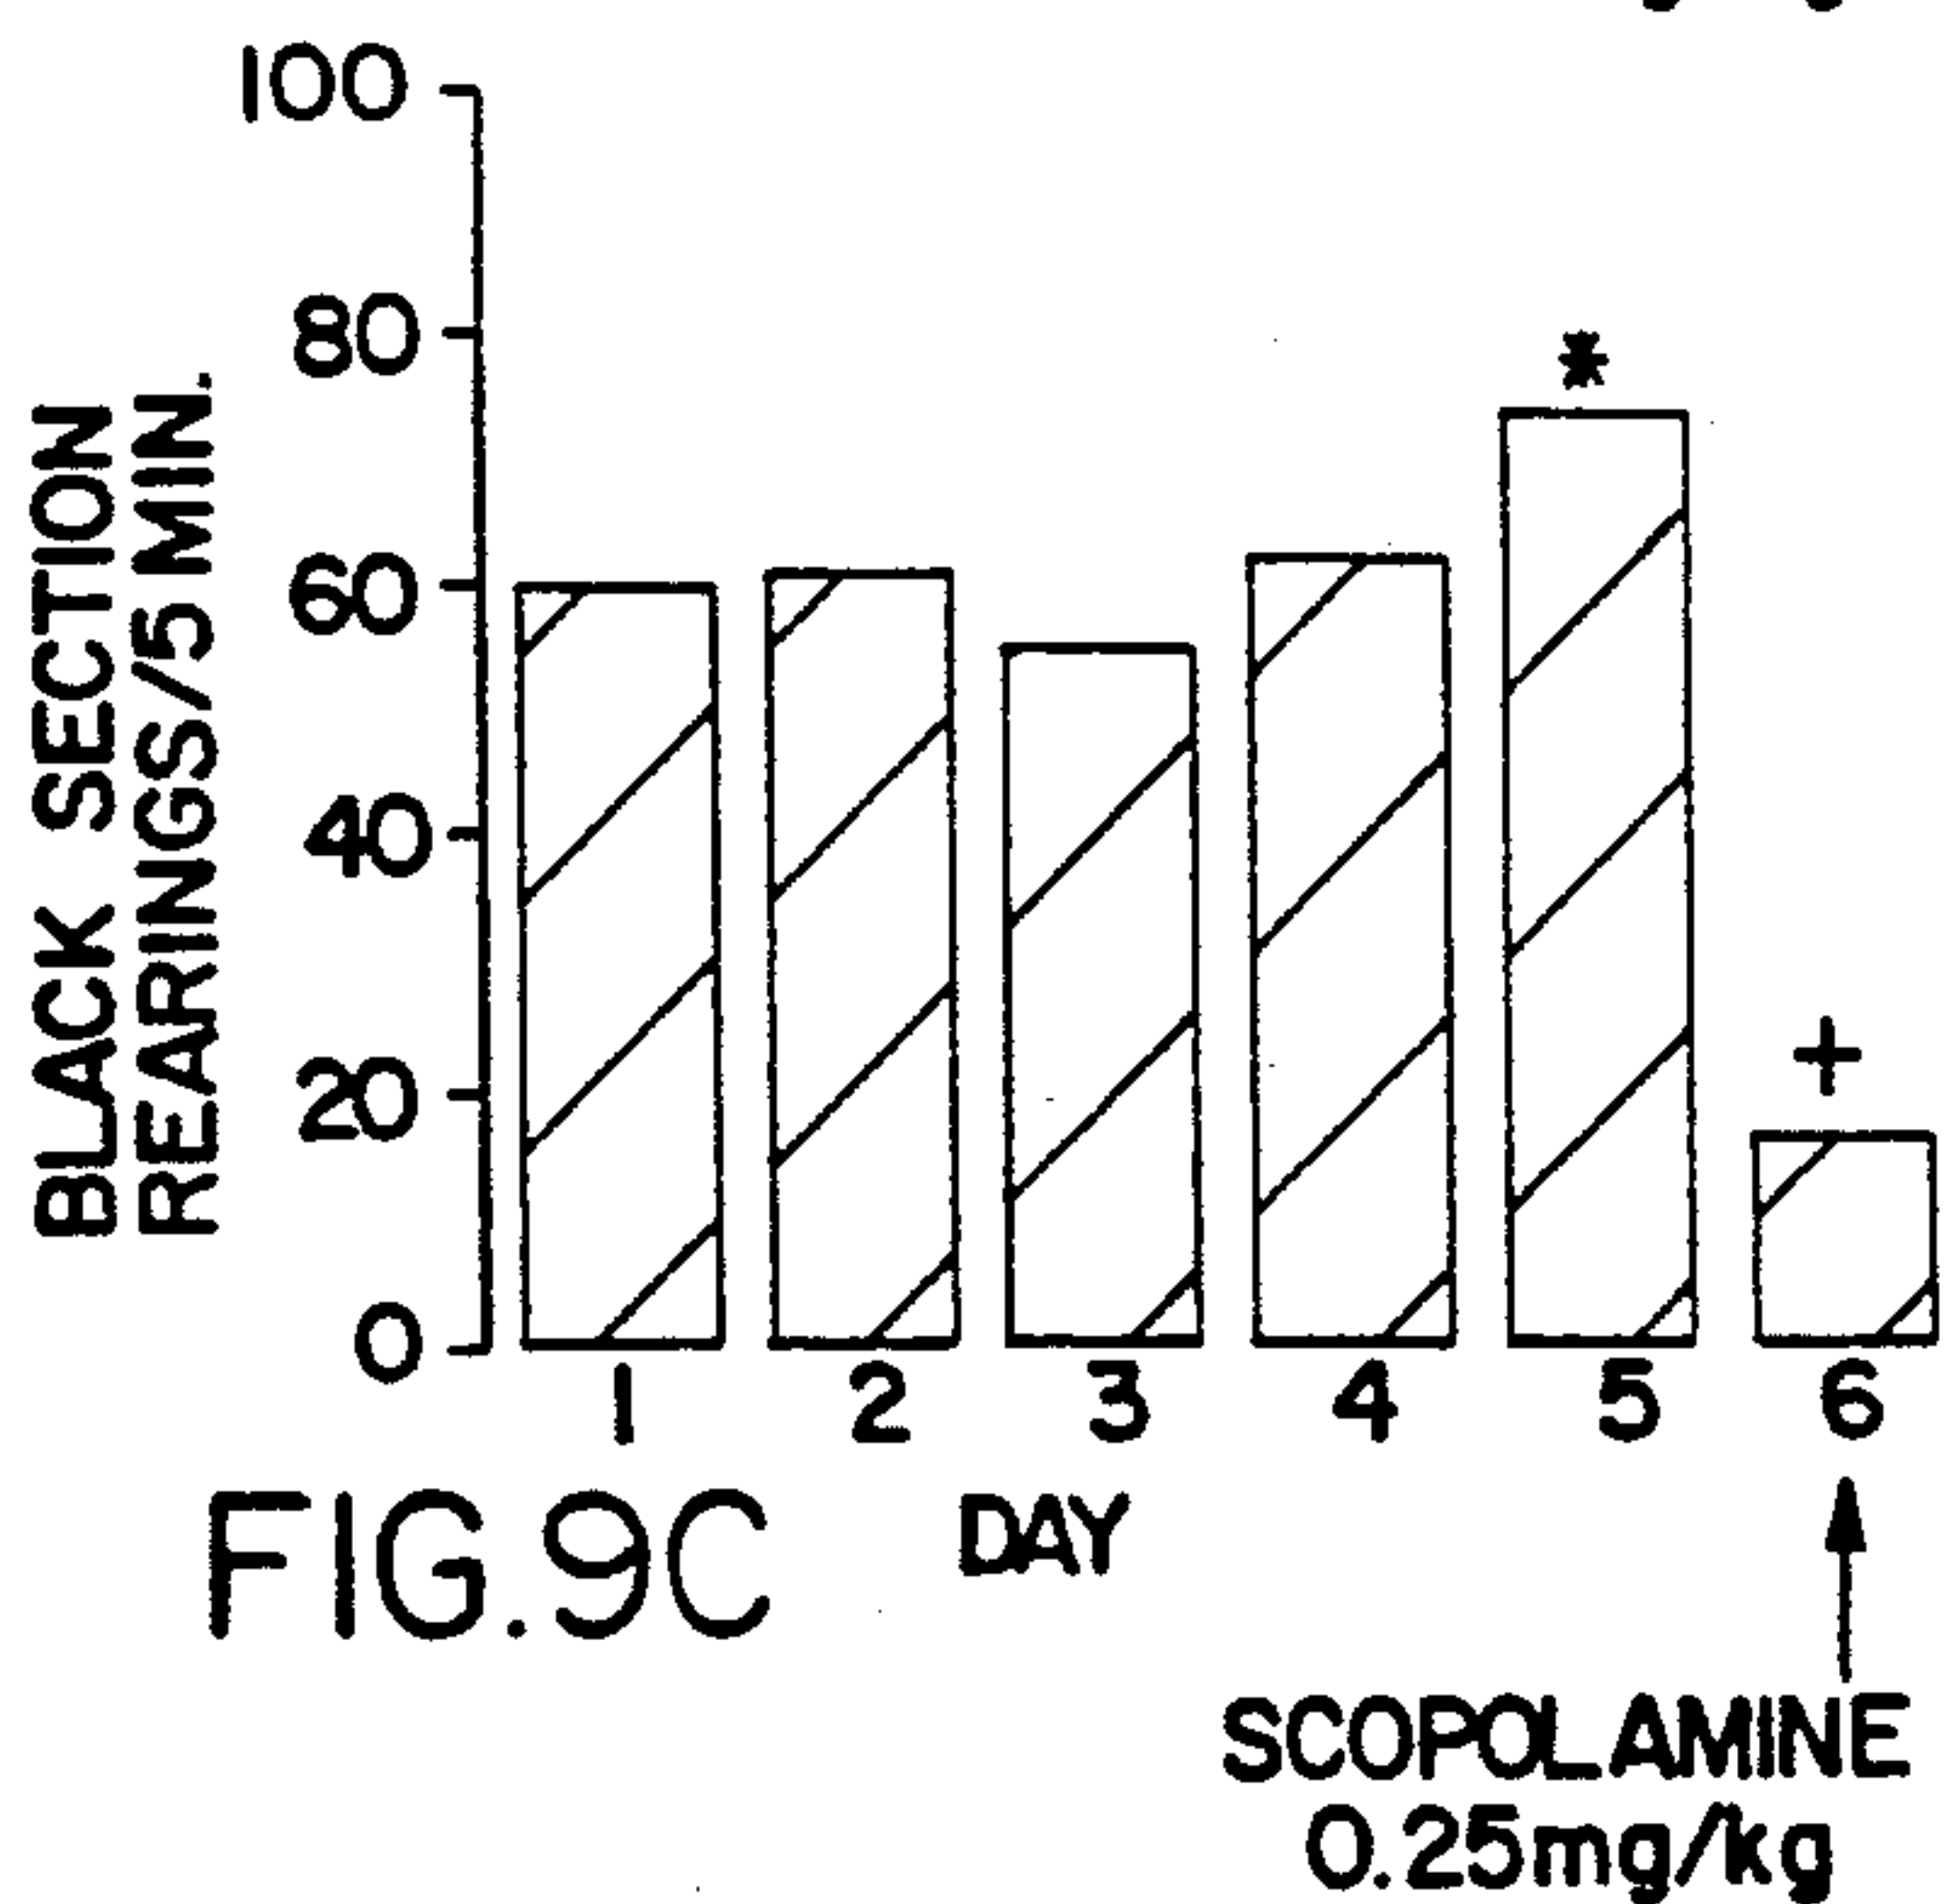 100
80
60
40
20
0
BLACK SECTION
REARINGS/5 MIN.
*
+
1 2 3 4 5 6
DAY
FIG.9C
SCOPOLAMINE
0.25mg/kg